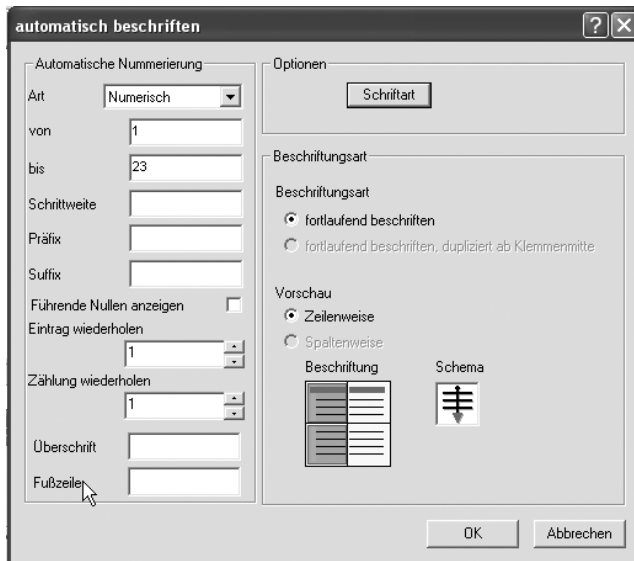 automatisch beschriften
Automatische Nummerierung
Art Numerisch
von 1
bis 23
Schrittweite
Präfix
Suffix
Führende Nullen anzeigen
Eintrag wiederholen
1
Zählung wiederholen
1
Überschrift
Fußzeile
Optionen
Schriftart
Beschriftungsart
Beschriftungsart
fortlaufend beschriften
fortlaufend beschriften, dupliziert ab Klemmenmitte
Vorschau
Zeilenweise
Spaltenweise
Beschriftung Schema
OK Abbrechen